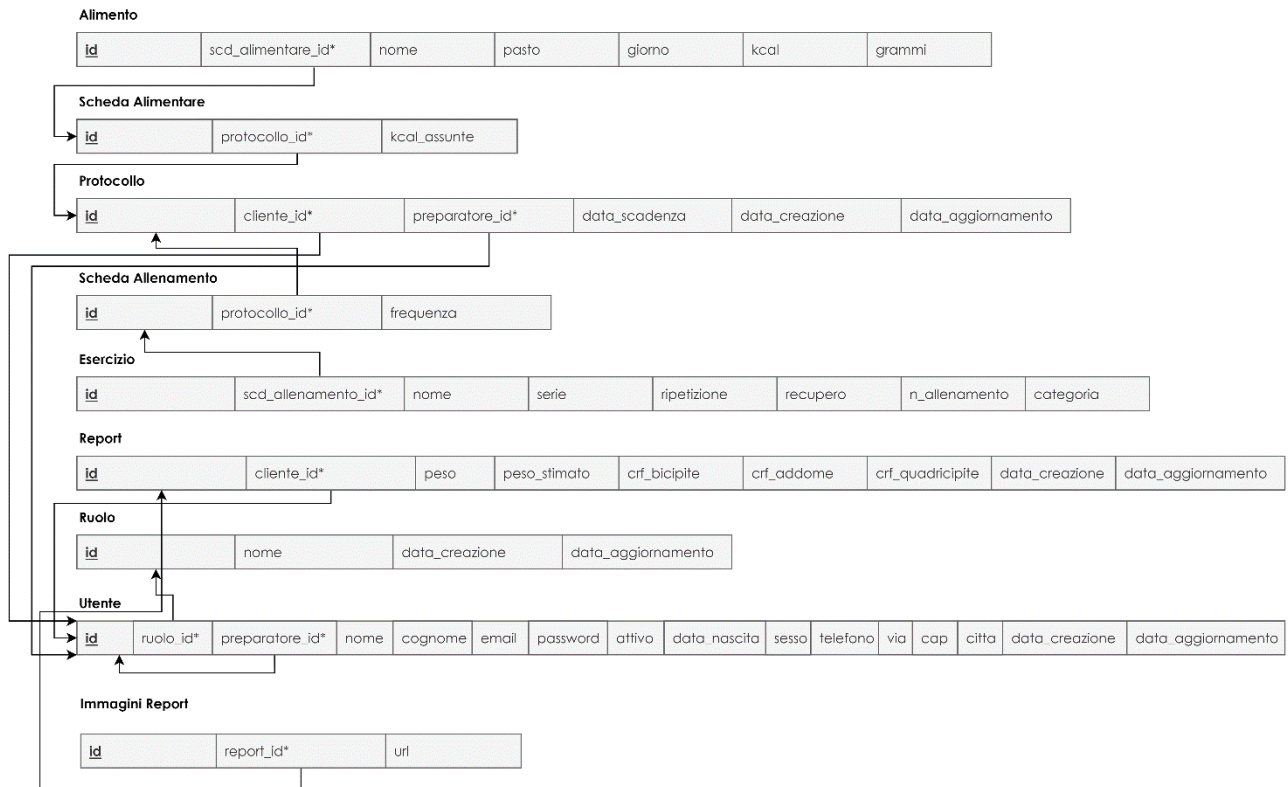 Alimento
id scd_alimentare_id* nome pasto giorno kcal grammi
Scheda Alimentare
id protocollo_id* kcal_assunte
Protocollo
id cliente_id* preparatore_id* data_scadenza data_creazione data_aggiornamento
Scheda Allenamento
id protocollo_id* frequenza
Esercizio
id scd_allenamento_id* nome serie ripetizione recupero n_allenamento categoria
Report
id cliente_id* peso peso_stimato crf_bicipite crf_addome crf_quadricipite data_creazione data_aggiornamento
Ruolo
id nome data_creazione data_aggiornamento
Utente
id ruolo_id* preparatore_id* nome cognome email password attivo data_nascita sesso telefono via cap citta data_creazione data_aggiornamento
Immagini Report
id report_id* url